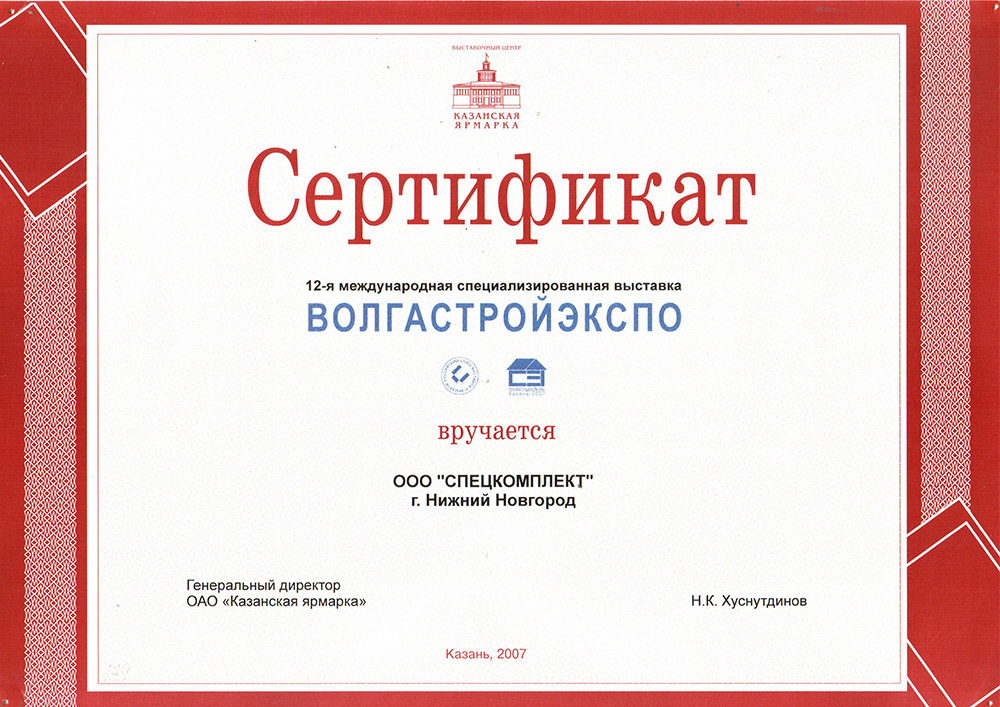 ВЫСТАВОЧНЫЙ ЦЕНТР
КАЗАНСКАЯ
ЯРМАРКА
Сертификат
12-я международная специализированная выставка
ВОЛГАСТРОЙЭКСПО
вручается
ООО "СПЕЦКОМПЛЕКТ"
г. Нижний Новгород
Генеральный директор
ОАО «Казанская ярмарка»
Н.К. Хуснутдинов
Казань, 2007